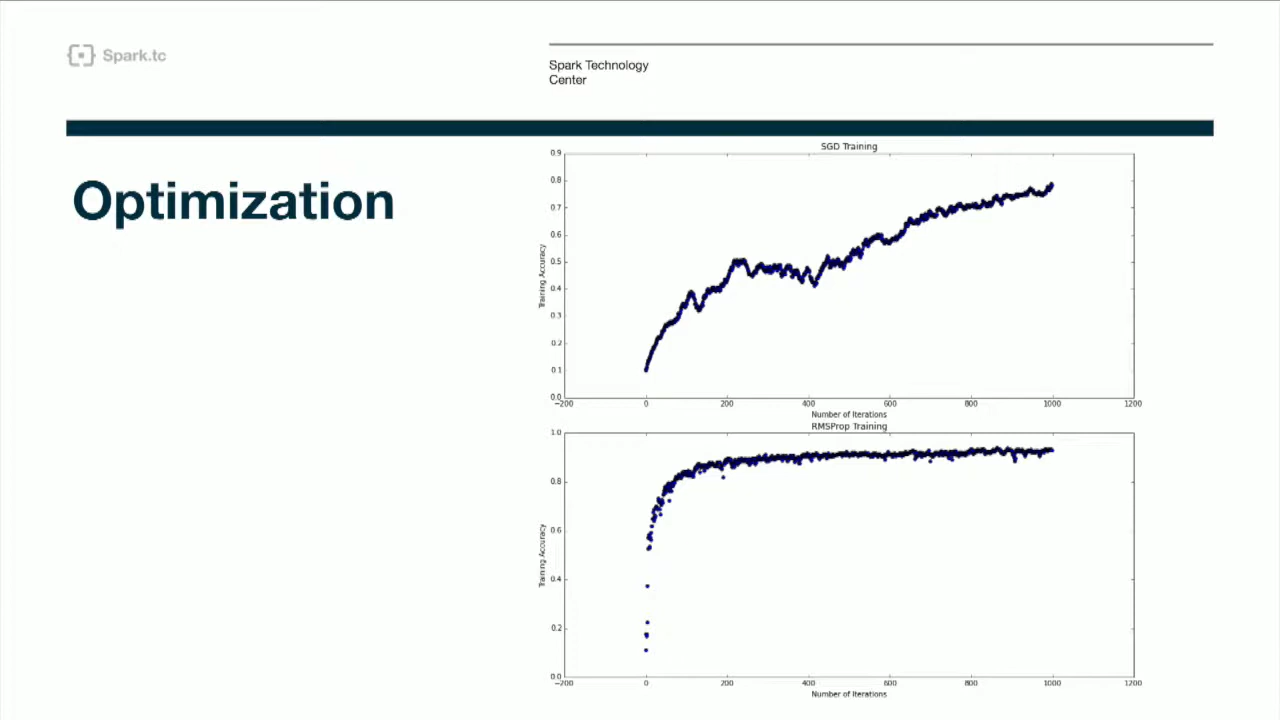 Spark.tc
Spark Technology
Center
Optimization
SGD Training
0.9
0.8
0.7
0.6
0.5
0.4
0.3
0.2
0.1
0.0
Training Accuracy
−200 0 200 400 600 800 1000 1200
Number of Iterations
RMSProp Training
1.0
0.8
0.6
0.4
0.2
0.0
Training Accuracy
−200 0 200 400 600 800 1000 1200
Number of Iterations